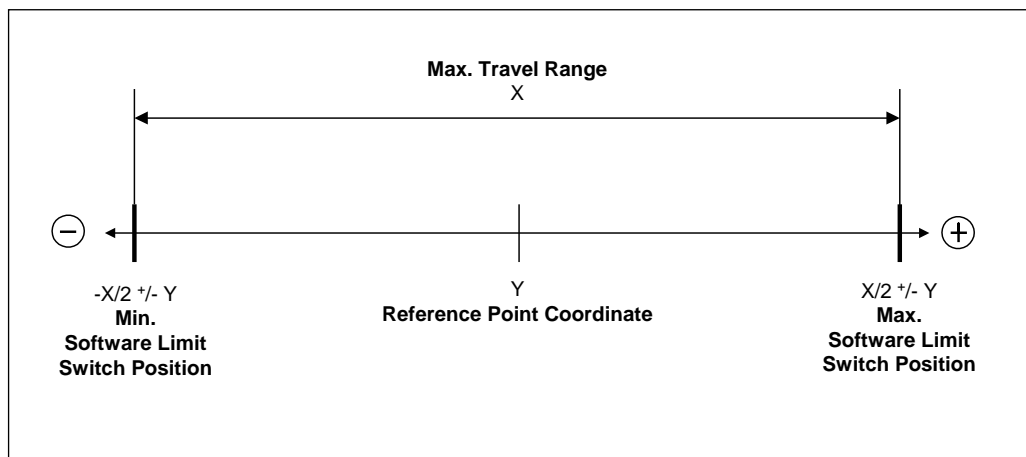 Max. Travel Range
X
−
+
-X/2 +/- Y
Min.
Software Limit
Switch Position
Y
Reference Point Coordinate
X/2 +/- Y
Max.
Software Limit
Switch Position